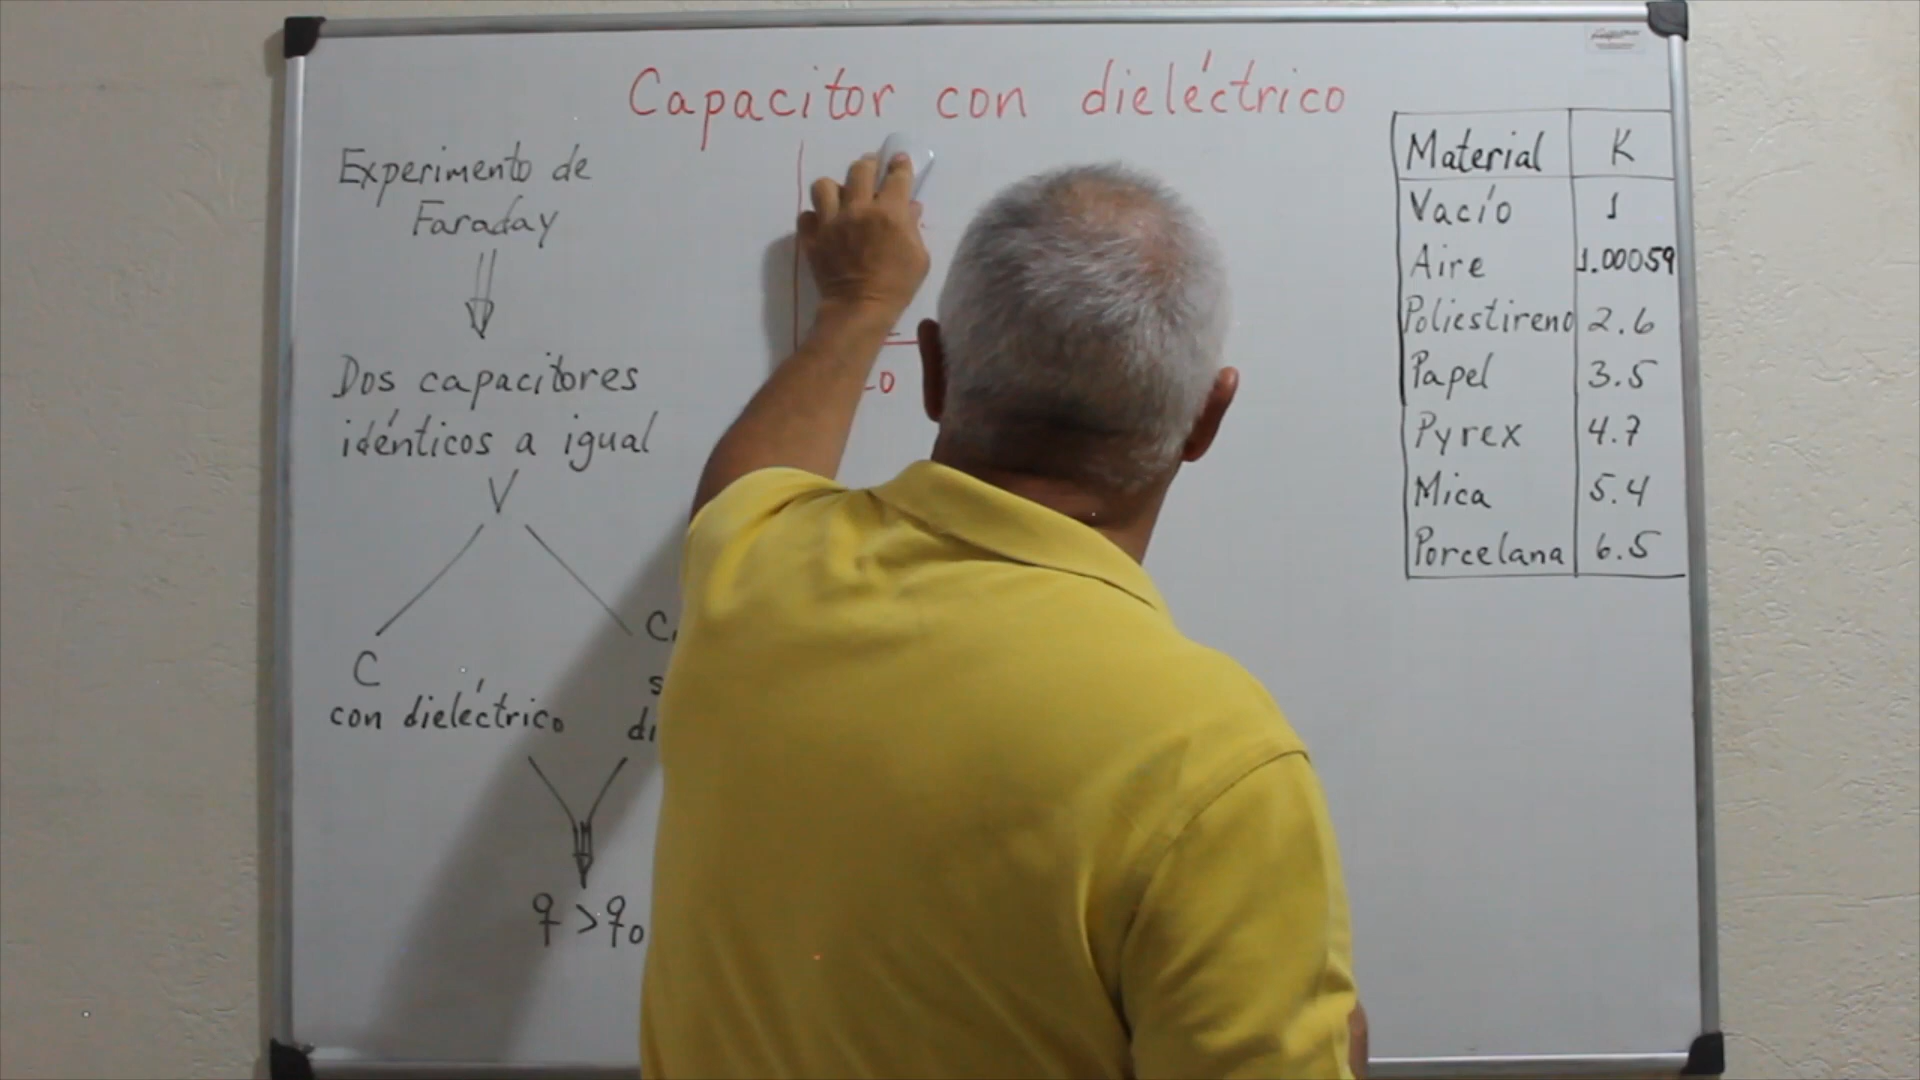 Capacitor con dieléctrico
Experimento de
Faraday
Dos capacitores
idénticos a igual
V
C
con dieléctrico
q > q₀
Material K
Vacío 1
Aire 1.00059
Poliestireno 2.6
Papel 3.5
Pyrex 4.7
Mica 5.4
Porcelana 6.5